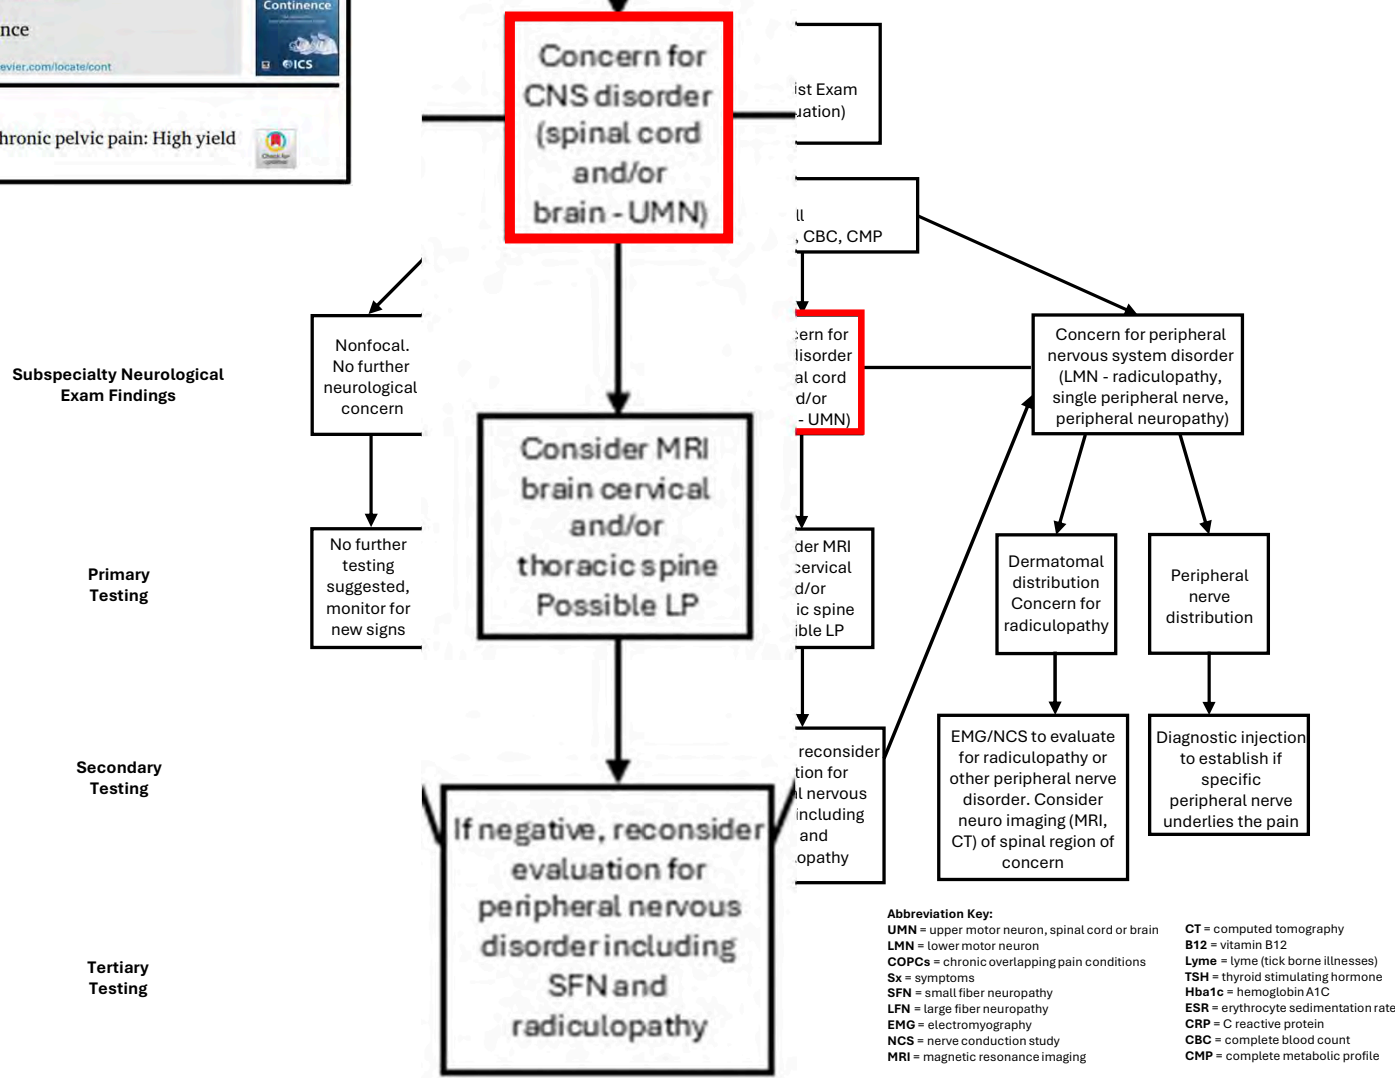 Continence
nce
evier.com/locate/cont
ICS
hronic pelvic pain: High yield
Check for
updates
Concern for
CNS disorder
(spinal cord
and/or
brain - UMN)
ist Exam
uation)
ll
, CBC, CMP
Subspecialty Neurological
Exam Findings
Nonfocal.
No further
neurological
concern
cern for
disorder
al cord
d/or
- UMN)
Concern for peripheral
nervous system disorder
(LMN - radiculopathy,
single peripheral nerve,
peripheral neuropathy)
Consider MRI
brain cervical
and/or
thoracic spine
Possible LP
Primary
Testing
No further
testing
suggested,
monitor for
new signs
der MRI
cervical
d/or
ic spine
ible LP
Dermatomal
distribution
Concern for
radiculopathy
Peripheral
nerve
distribution
Secondary
Testing
If negative, reconsider
evaluation for
peripheral nervous
disorder including
SFN and
radiculopathy
reconsider
tion for
al nervous
including
and
opathy
EMG/NCS to evaluate
for radiculopathy or
other peripheral nerve
disorder. Consider
neuro imaging (MRI,
CT) of spinal region of
concern
Diagnostic injection
to establish if
specific
peripheral nerve
underlies the pain
Tertiary
Testing
Abbreviation Key:
UMN = upper motor neuron, spinal cord or brain
LMN = lower motor neuron
COPCs = chronic overlapping pain conditions
Sx = symptoms
SFN = small fiber neuropathy
LFN = large fiber neuropathy
EMG = electromyography
NCS = nerve conduction study
MRI = magnetic resonance imaging
CT = computed tomography
B12 = vitamin B12
Lyme = lyme (tick borne illnesses)
TSH = thyroid stimulating hormone
Hba1c = hemoglobin A1C
ESR = erythrocyte sedimentation rate
CRP = C reactive protein
CBC = complete blood count
CMP = complete metabolic profile